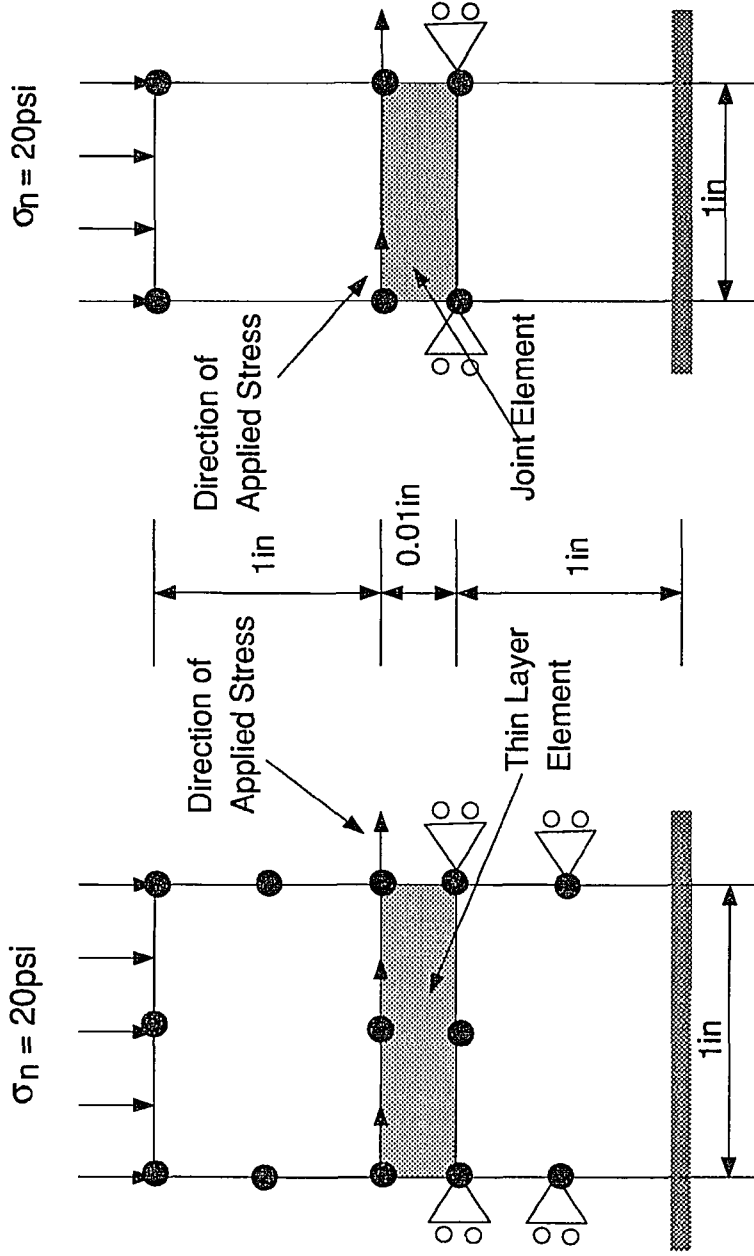 σn = 20psi
σn = 20psi
Direction of
Applied Stress
Direction of
Applied Stress
1in
0.01in
1in
Thin Layer
Element
Joint Element
1in
1in